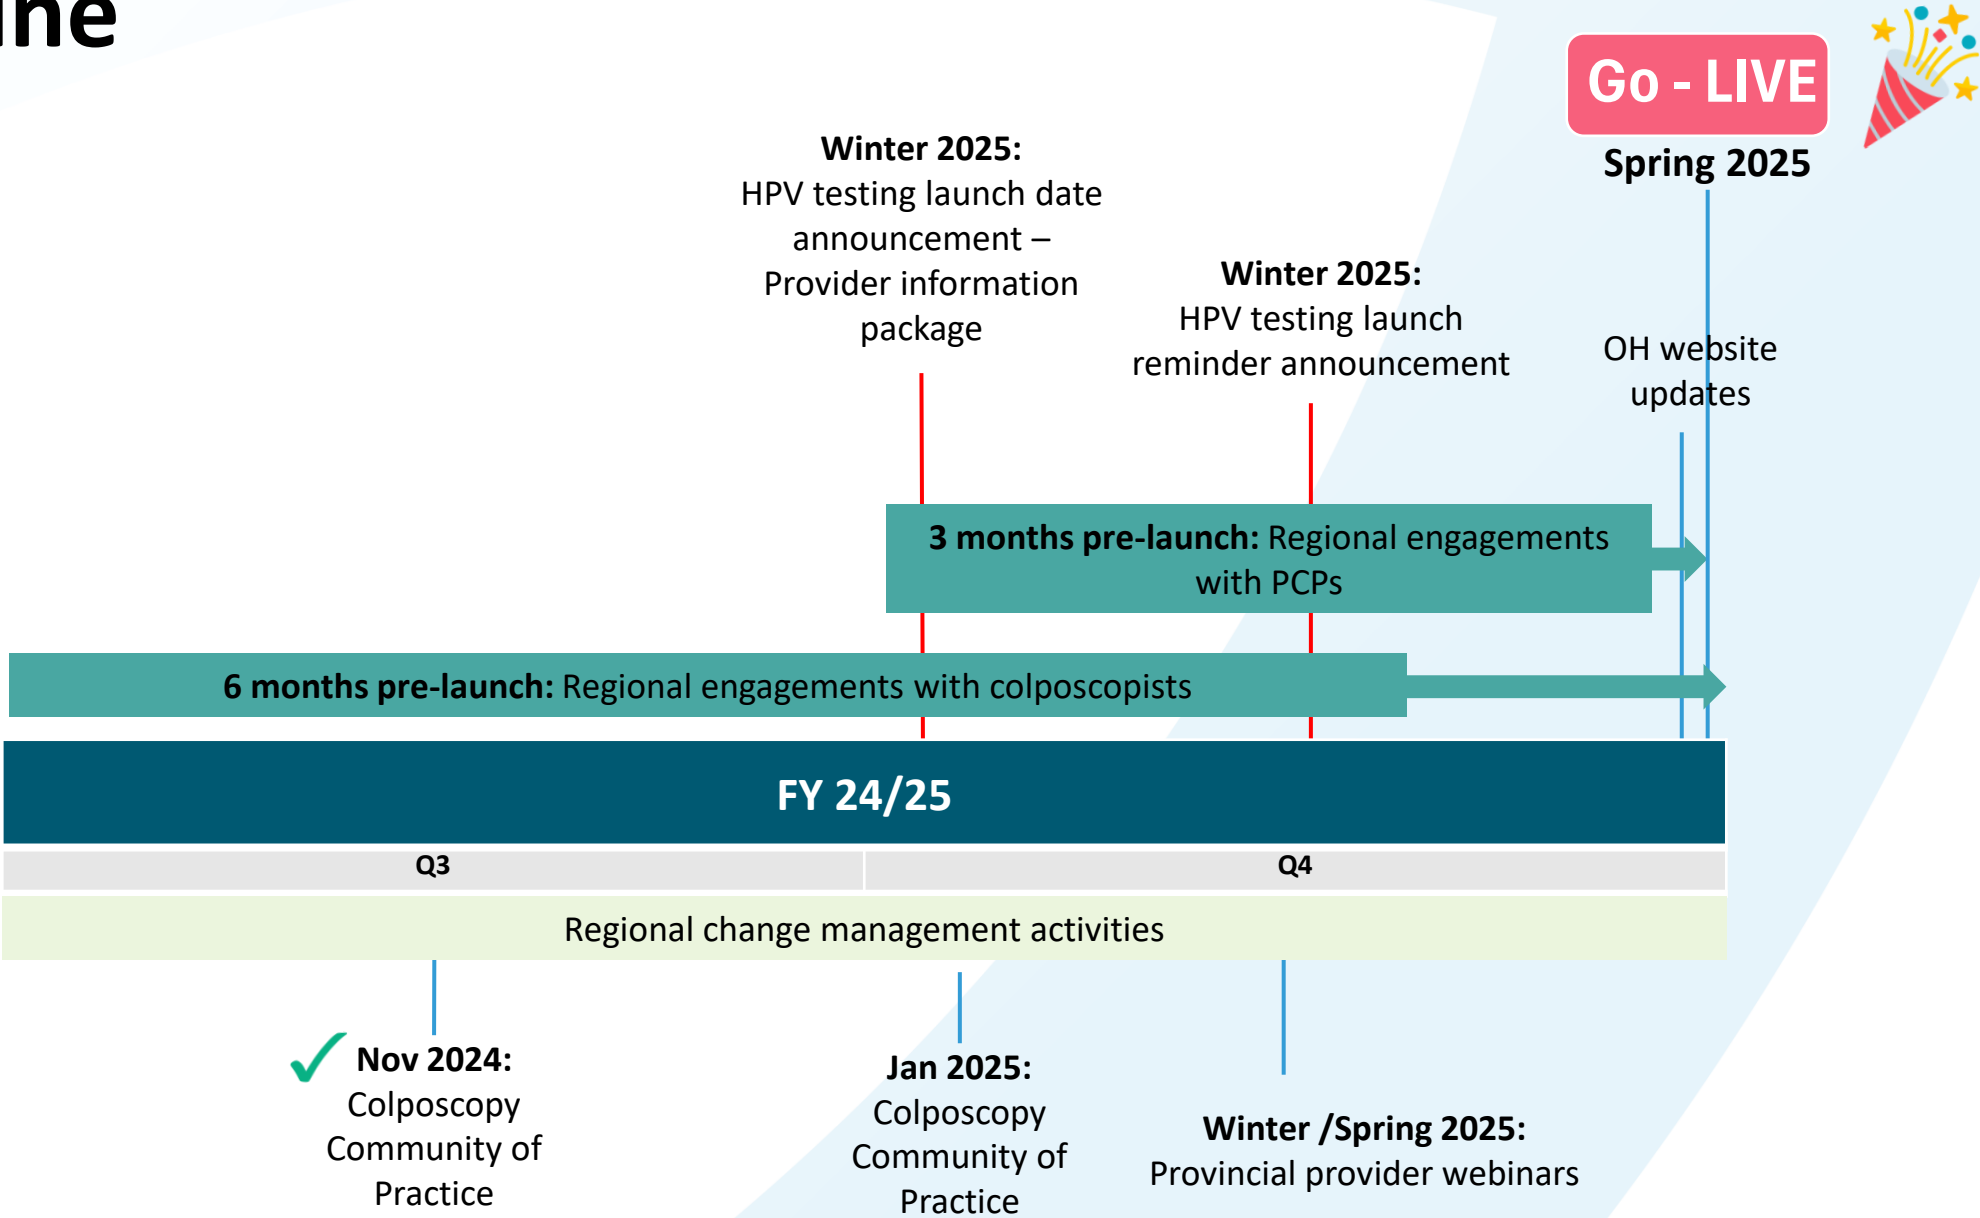 Go - LIVE
Spring 2025
Winter 2025:
HPV testing launch date
announcement –
Provider information
package
Winter 2025:
HPV testing launch
reminder announcement
OH website
updates
3 months pre-launch: Regional engagements
with PCPs
6 months pre-launch: Regional engagements with colposcopists
FY 24/25
Q3
Q4
Regional change management activities
Nov 2024:
Colposcopy
Community of
Practice
Jan 2025:
Colposcopy
Community of
Practice
Winter /Spring 2025:
Provincial provider webinars